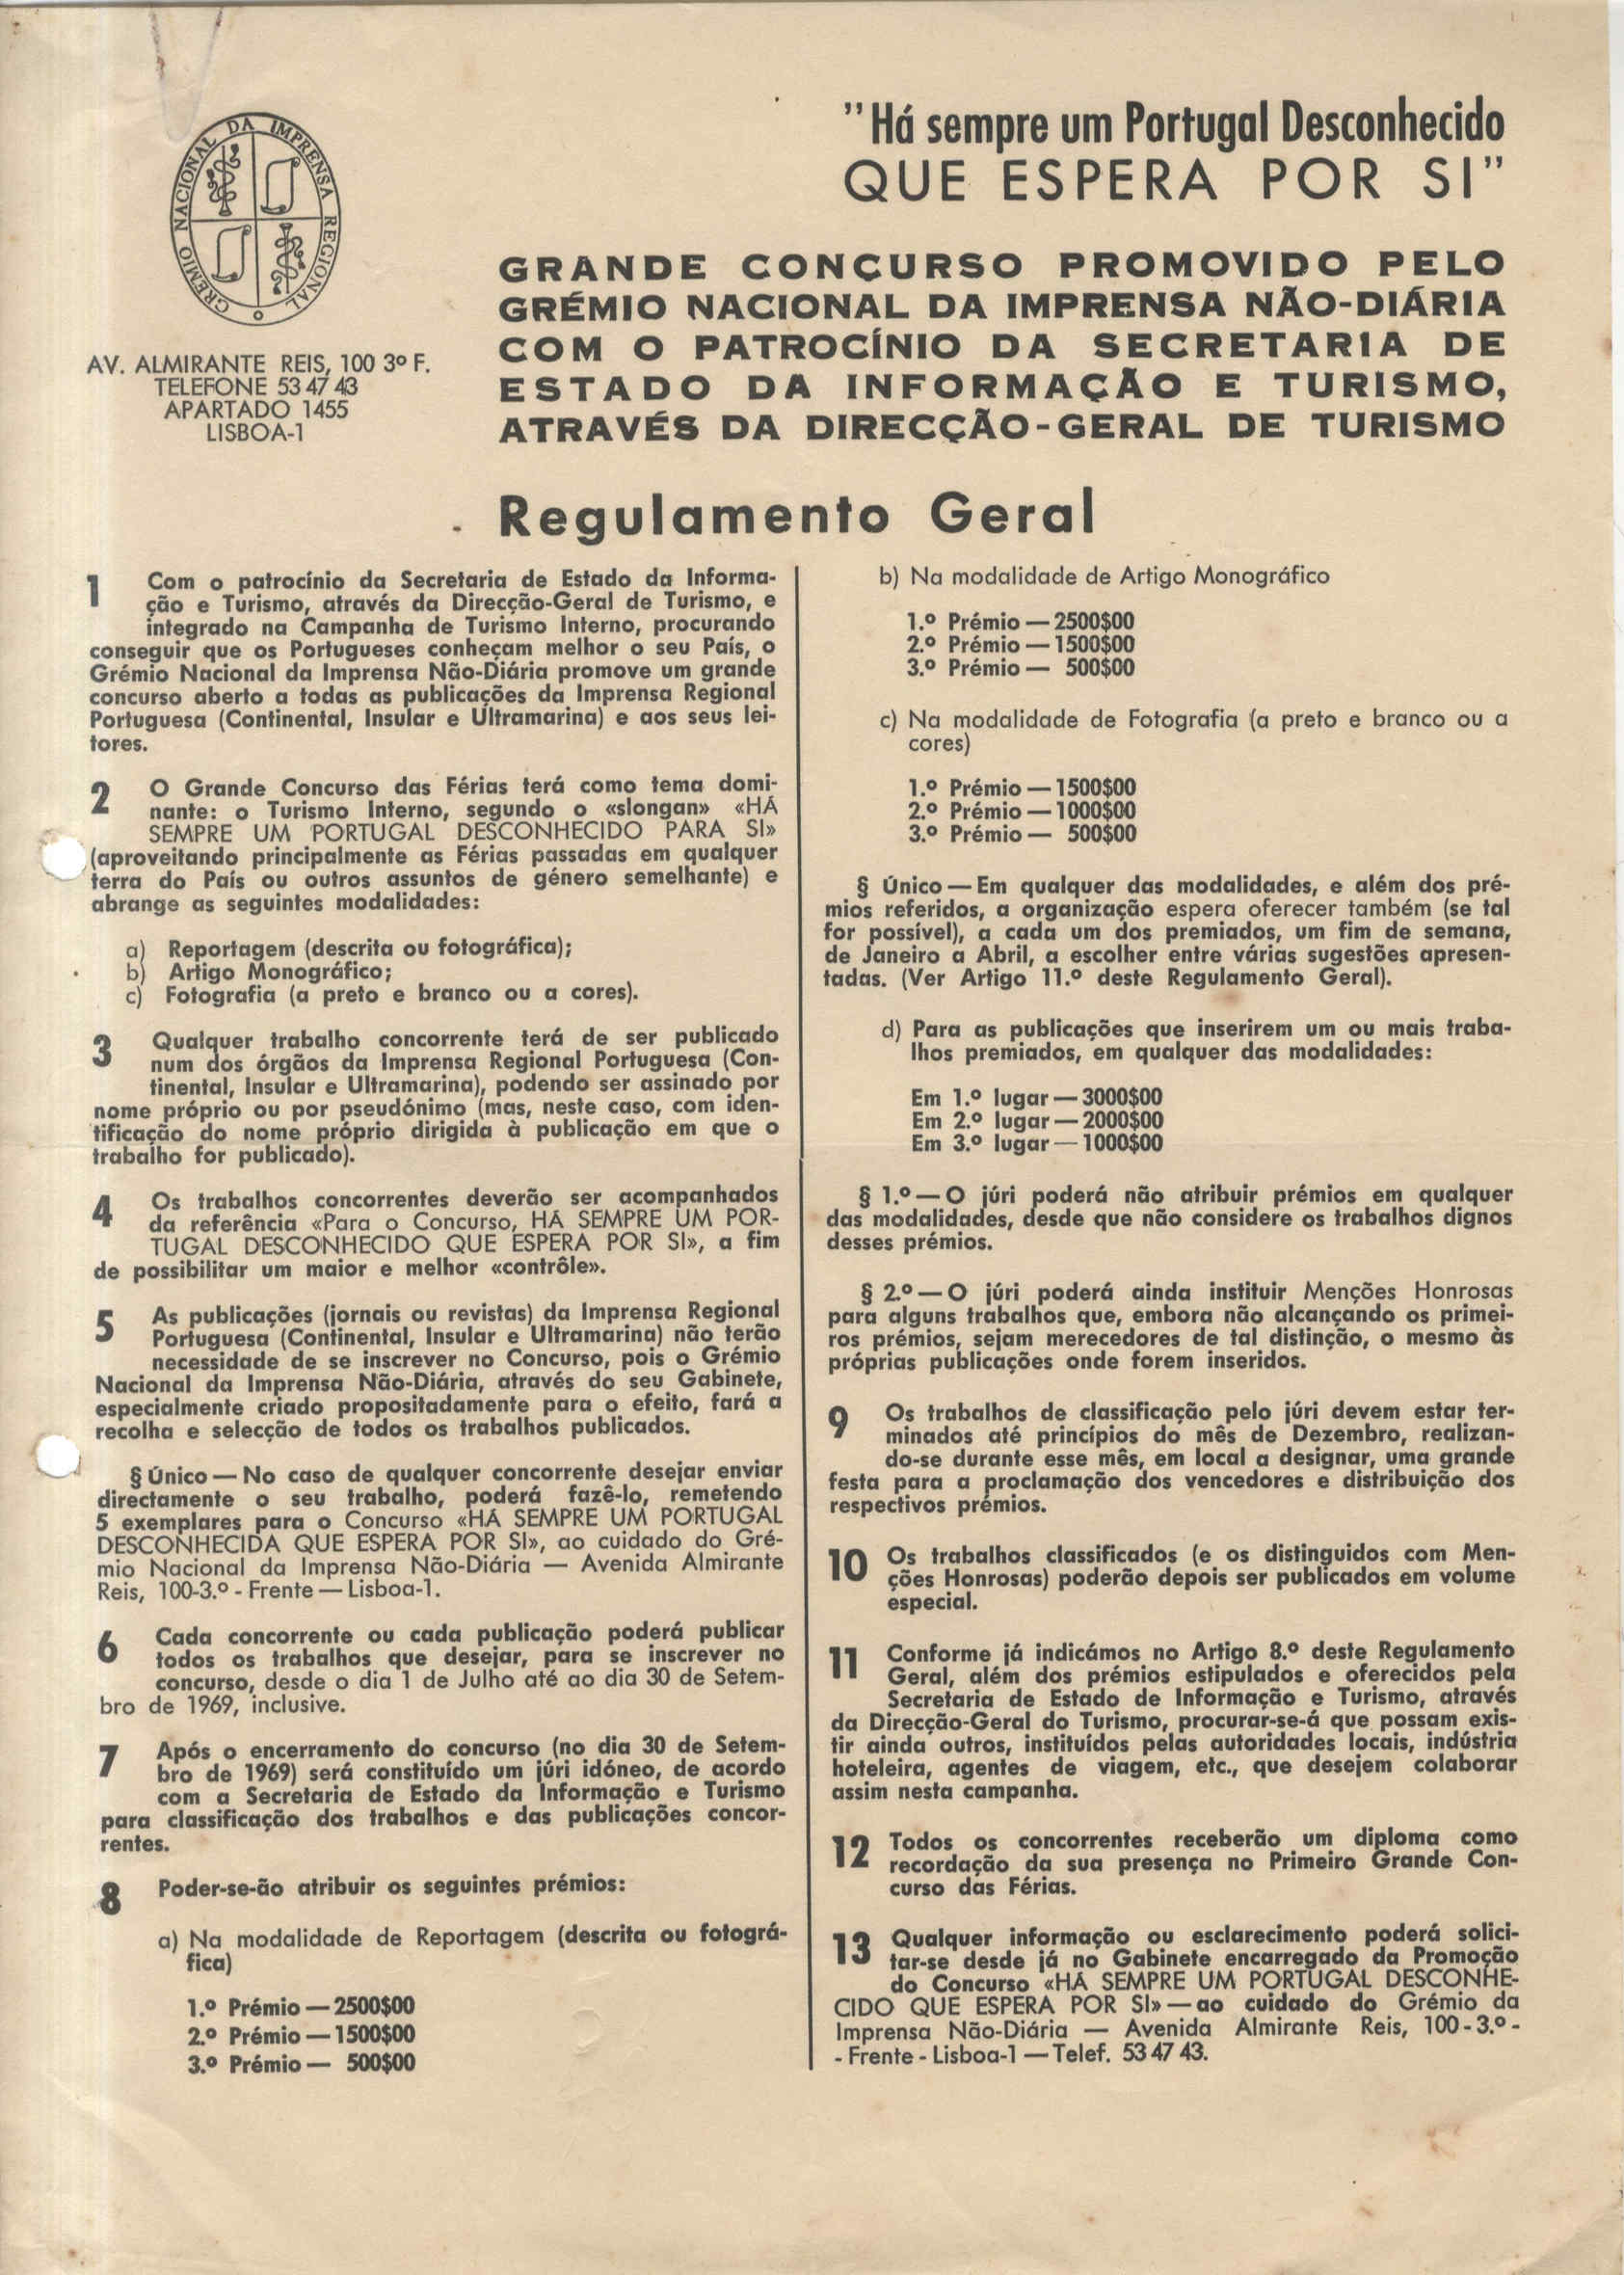 GRÉMIO NACIONAL DA IMPRENSA REGIONAL
AV. ALMIRANTE REIS, 100 3º F.
TELEFONE 53 47 43
APARTADO 1455
LISBOA-1
"Há sempre um Portugal Desconhecido
QUE ESPERA POR SI"
GRANDE CONCURSO PROMOVIDO PELO
GRÉMIO NACIONAL DA IMPRENSA NÃO-DIÁRIA
COM O PATROCÍNIO DA SECRETARIA DE
ESTADO DA INFORMAÇÃO E TURISMO,
ATRAVÉS DA DIRECÇÃO-GERAL DE TURISMO
Regulamento Geral
1 Com o patrocínio da Secretaria de Estado da Informa-
ção e Turismo, através da Direcção-Geral de Turismo, e
integrado na Campanha de Turismo Interno, procurando
conseguir que os Portugueses conheçam melhor o seu País, o
Grémio Nacional da Imprensa Não-Diária promove um grande
concurso aberto a todas as publicações da Imprensa Regional
Portuguesa (Continental, Insular e Ultramarina) e aos seus lei-
tores.
2 O Grande Concurso das Férias terá como tema domi-
nante: o Turismo Interno, segundo o «slongan» «HÁ
SEMPRE UM PORTUGAL DESCONHECIDO PARA SI»
(aproveitando principalmente as Férias passadas em qualquer
terra do País ou outros assuntos de género semelhante) e
abrange as seguintes modalidades:
a) Reportagem (descrita ou fotográfica);
b) Artigo Monográfico;
c) Fotografia (a preto e branco ou a cores).
3 Qualquer trabalho concorrente terá de ser publicado
num dos órgãos da Imprensa Regional Portuguesa (Con-
tinental, Insular e Ultramarina), podendo ser assinado por
nome próprio ou por pseudónimo (mas, neste caso, com iden-
tificação do nome próprio dirigida à publicação em que o
trabalho for publicado).
4 Os trabalhos concorrentes deverão ser acompanhados
da referência «Para o Concurso, HÁ SEMPRE UM POR-
TUGAL DESCONHECIDO QUE ESPERA POR SI», a fim
de possibilitar um maior e melhor «contrôle».
5 As publicações (jornais ou revistas) da Imprensa Regional
Portuguesa (Continental, Insular e Ultramarina) não terão
necessidade de se inscrever no Concurso, pois o Grémio
Nacional da Imprensa Não-Diária, através do seu Gabinete,
especialmente criado propositadamente para o efeito, fará a
recolha e selecção de todos os trabalhos publicados.
§ Único — No caso de qualquer concorrente desejar enviar
directamente o seu trabalho, poderá fazê-lo, remetendo
5 exemplares para o Concurso «HÁ SEMPRE UM PORTUGAL
DESCONHECIDA QUE ESPERA POR SI», ao cuidado do Gré-
mio Nacional da Imprensa Não-Diária — Avenida Almirante
Reis, 100-3.º - Frente — Lisboa-1.
6 Cada concorrente ou cada publicação poderá publicar
todos os trabalhos que desejar, para se inscrever no
concurso, desde o dia 1 de Julho até ao dia 30 de Setem-
bro de 1969, inclusive.
7 Após o encerramento do concurso (no dia 30 de Setem-
bro de 1969) será constituído um júri idóneo, de acordo
com a Secretaria de Estado da Informação e Turismo
para classificação dos trabalhos e das publicações concor-
rentes.
8 Poder-se-ão atribuir os seguintes prémios:
a) Na modalidade de Reportagem (descrita ou fotográ-
fica)
1.º Prémio — 2500$00
2.º Prémio — 1500$00
3.º Prémio — 500$00
b) Na modalidade de Artigo Monográfico
1.º Prémio — 2500$00
2.º Prémio — 1500$00
3.º Prémio — 500$00
c) Na modalidade de Fotografia (a preto e branco ou a
cores)
1.º Prémio — 1500$00
2.º Prémio — 1000$00
3.º Prémio — 500$00
§ Único — Em qualquer das modalidades, e além dos pré-
mios referidos, a organização espera oferecer também (se tal
for possível), a cada um dos premiados, um fim de semana,
de Janeiro a Abril, a escolher entre várias sugestões apresen-
tadas. (Ver Artigo 11.º deste Regulamento Geral).
d) Para as publicações que inserirem um ou mais traba-
lhos premiados, em qualquer das modalidades:
Em 1.º lugar — 3000$00
Em 2.º lugar — 2000$00
Em 3.º lugar — 1000$00
§ 1.º — O júri poderá não atribuir prémios em qualquer
das modalidades, desde que não considere os trabalhos dignos
desses prémios.
§ 2.º — O júri poderá ainda instituir Menções Honrosas
para alguns trabalhos que, embora não alcançando os primei-
ros prémios, sejam merecedores de tal distinção, o mesmo às
próprias publicações onde forem inseridos.
9 Os trabalhos de classificação pelo júri devem estar ter-
minados até princípios do mês de Dezembro, realizan-
do-se durante esse mês, em local a designar, uma grande
festa para a proclamação dos vencedores e distribuição dos
respectivos prémios.
10 Os trabalhos classificados (e os distinguidos com Men-
ções Honrosas) poderão depois ser publicados em volume
especial.
11 Conforme já indicámos no Artigo 8.º deste Regulamento
Geral, além dos prémios estipulados e oferecidos pela
Secretaria de Estado de Informação e Turismo, através
da Direcção-Geral do Turismo, procurar-se-á que possam exis-
tir ainda outros, instituídos pelas autoridades locais, indústria
hoteleira, agentes de viagem, etc., que desejem colaborar
assim nesta campanha.
12 Todos os concorrentes receberão um diploma como
recordação da sua presença no Primeiro Grande Con-
curso das Férias.
13 Qualquer informação ou esclarecimento poderá solici-
tar-se desde já no Gabinete encarregado da Promoção
do Concurso «HÁ SEMPRE UM PORTUGAL DESCONHE-
CIDO QUE ESPERA POR SI» — ao cuidado do Grémio da
Imprensa Não-Diária — Avenida Almirante Reis, 100-3.º -
- Frente - Lisboa-1 — Telef. 53 47 43.